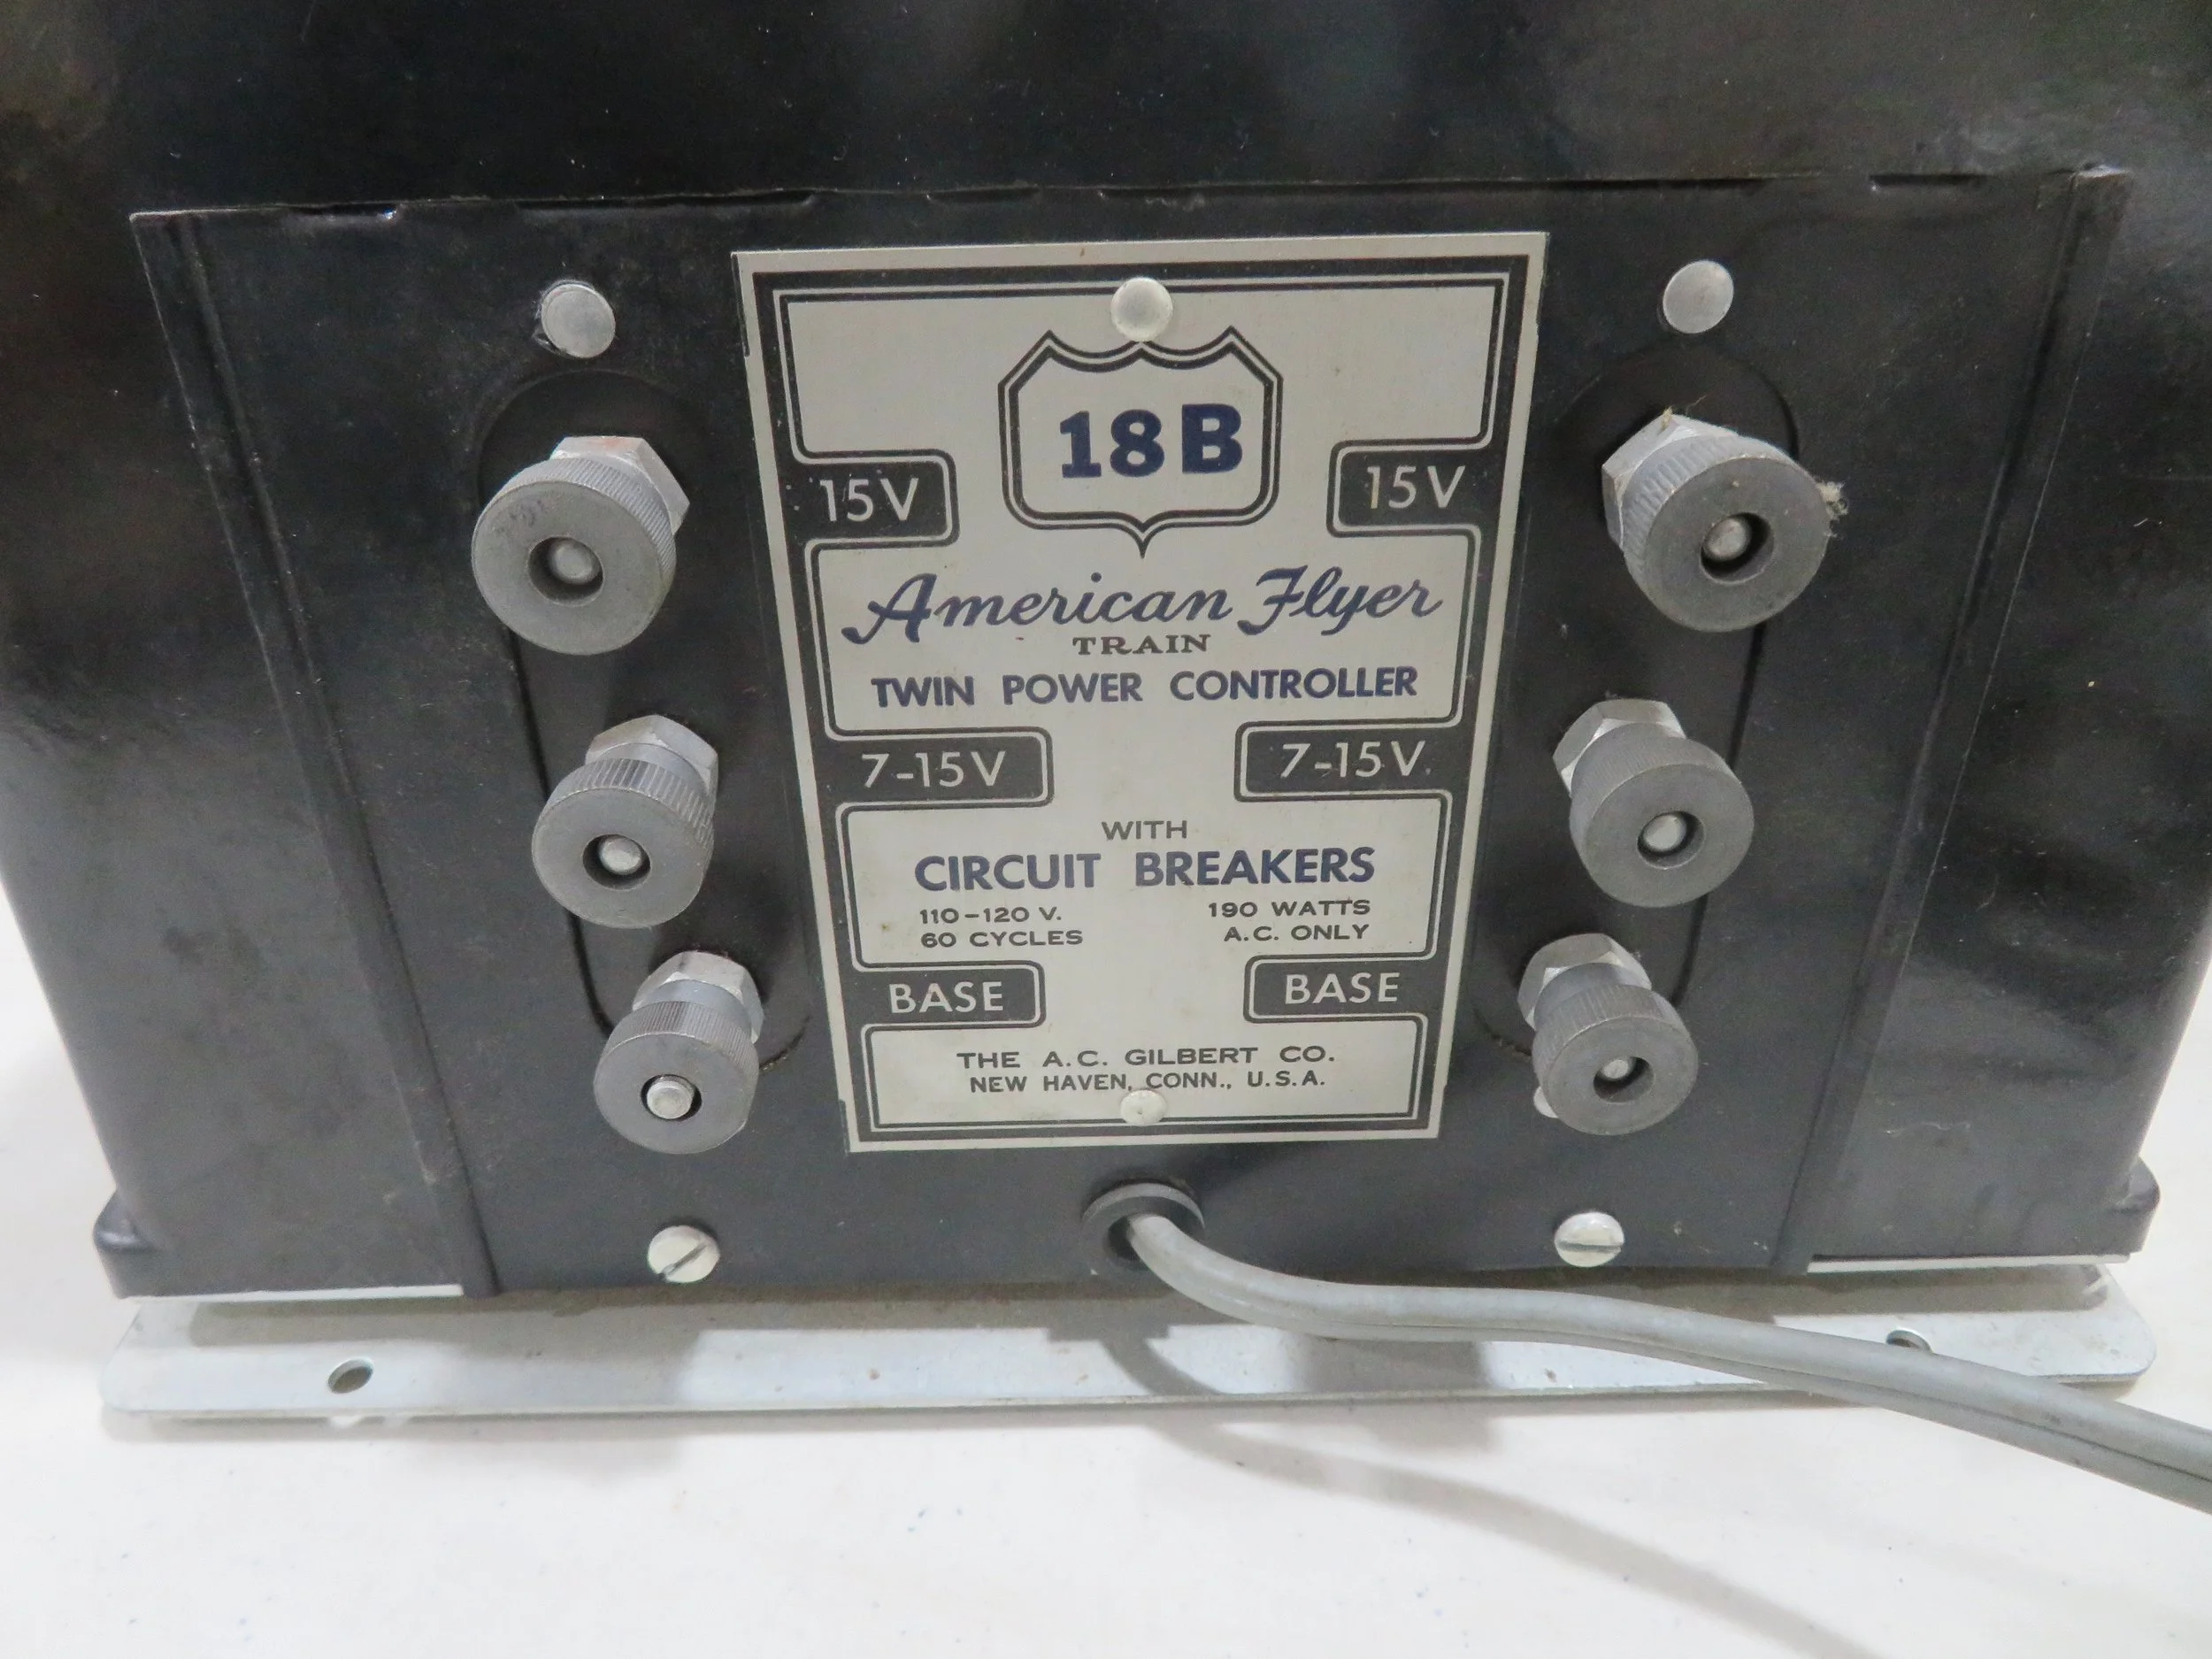 18B
15V 15V
American Flyer
TRAIN
TWIN POWER CONTROLLER
7-15V 7-15V
WITH
CIRCUIT BREAKERS
110-120 V. 190 WATTS
60 CYCLES A.C. ONLY
BASE BASE
THE A.C. GILBERT CO.
NEW HAVEN, CONN., U.S.A.